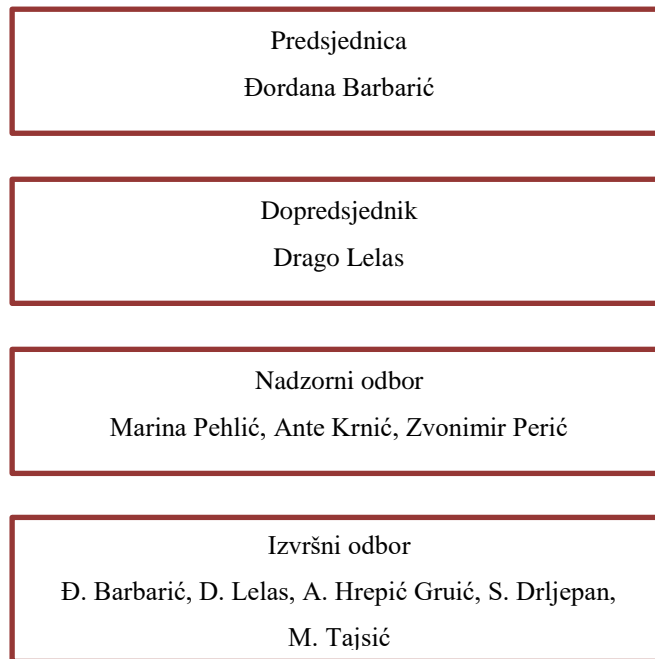 Predsjednica
Đordana Barbarić
Dopredsjednik
Drago Lelas
Nadzorni odbor
Marina Pehlić, Ante Krnić, Zvonimir Perić
Izvršni odbor
Đ. Barbarić, D. Lelas, A. Hrepić Gruić, S. Drljepan,
M. Tajsić